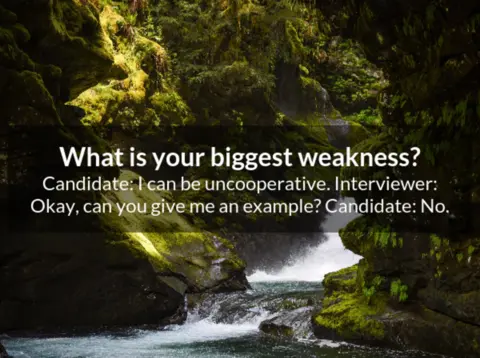 What is your biggest weakness?
Candidate: I can be uncooperative. Interviewer:
Okay, can you give me an example? Candidate: No.